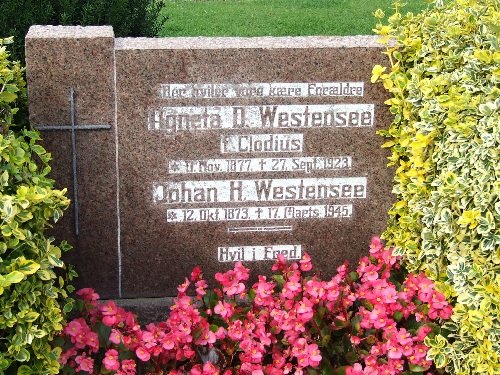 Her hviler vore kære Forældre
Agneta D. Westensee
f. Clodius
* 11. Nov. 1877 † 27. Sept. 1923.
Johan H. Westensee
* 12. Okt. 1873. † 17. Marts 1945.
Hvil i Fred.